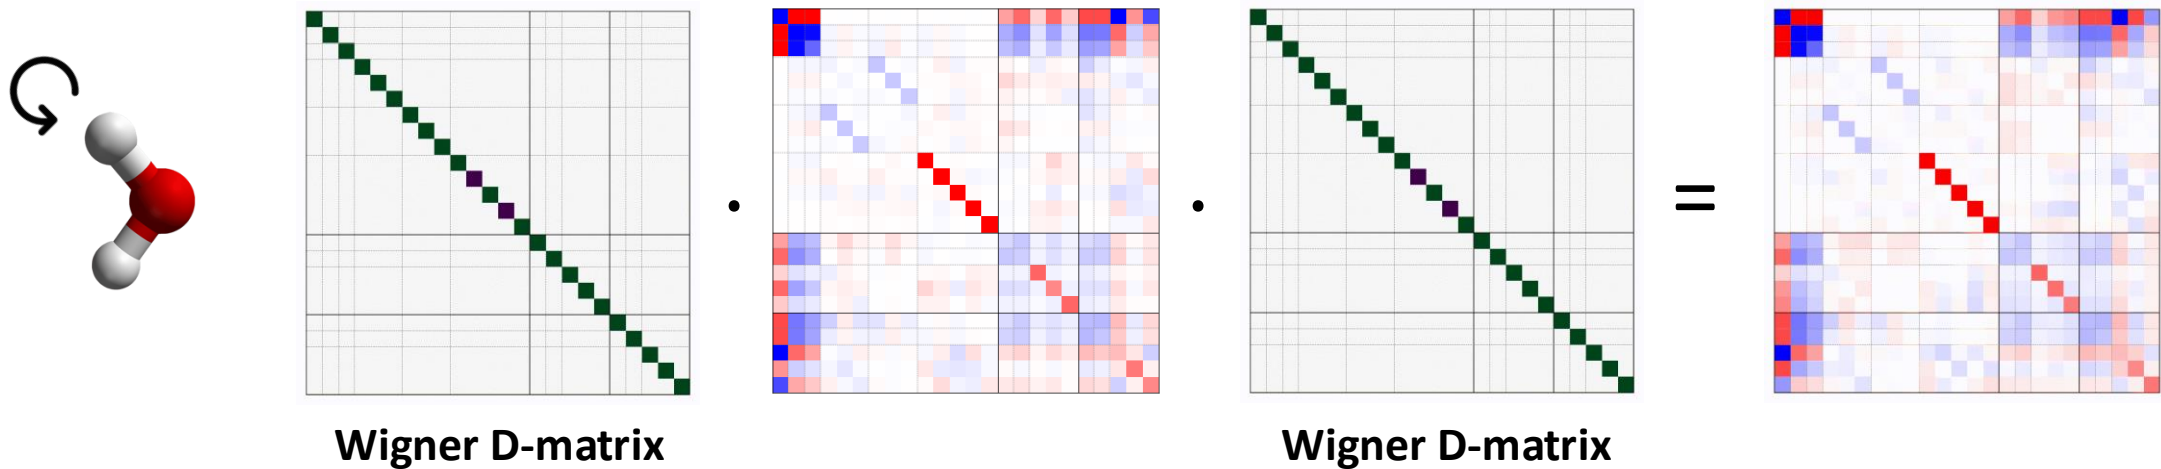 · · =
Wigner D-matrix Wigner D-matrix